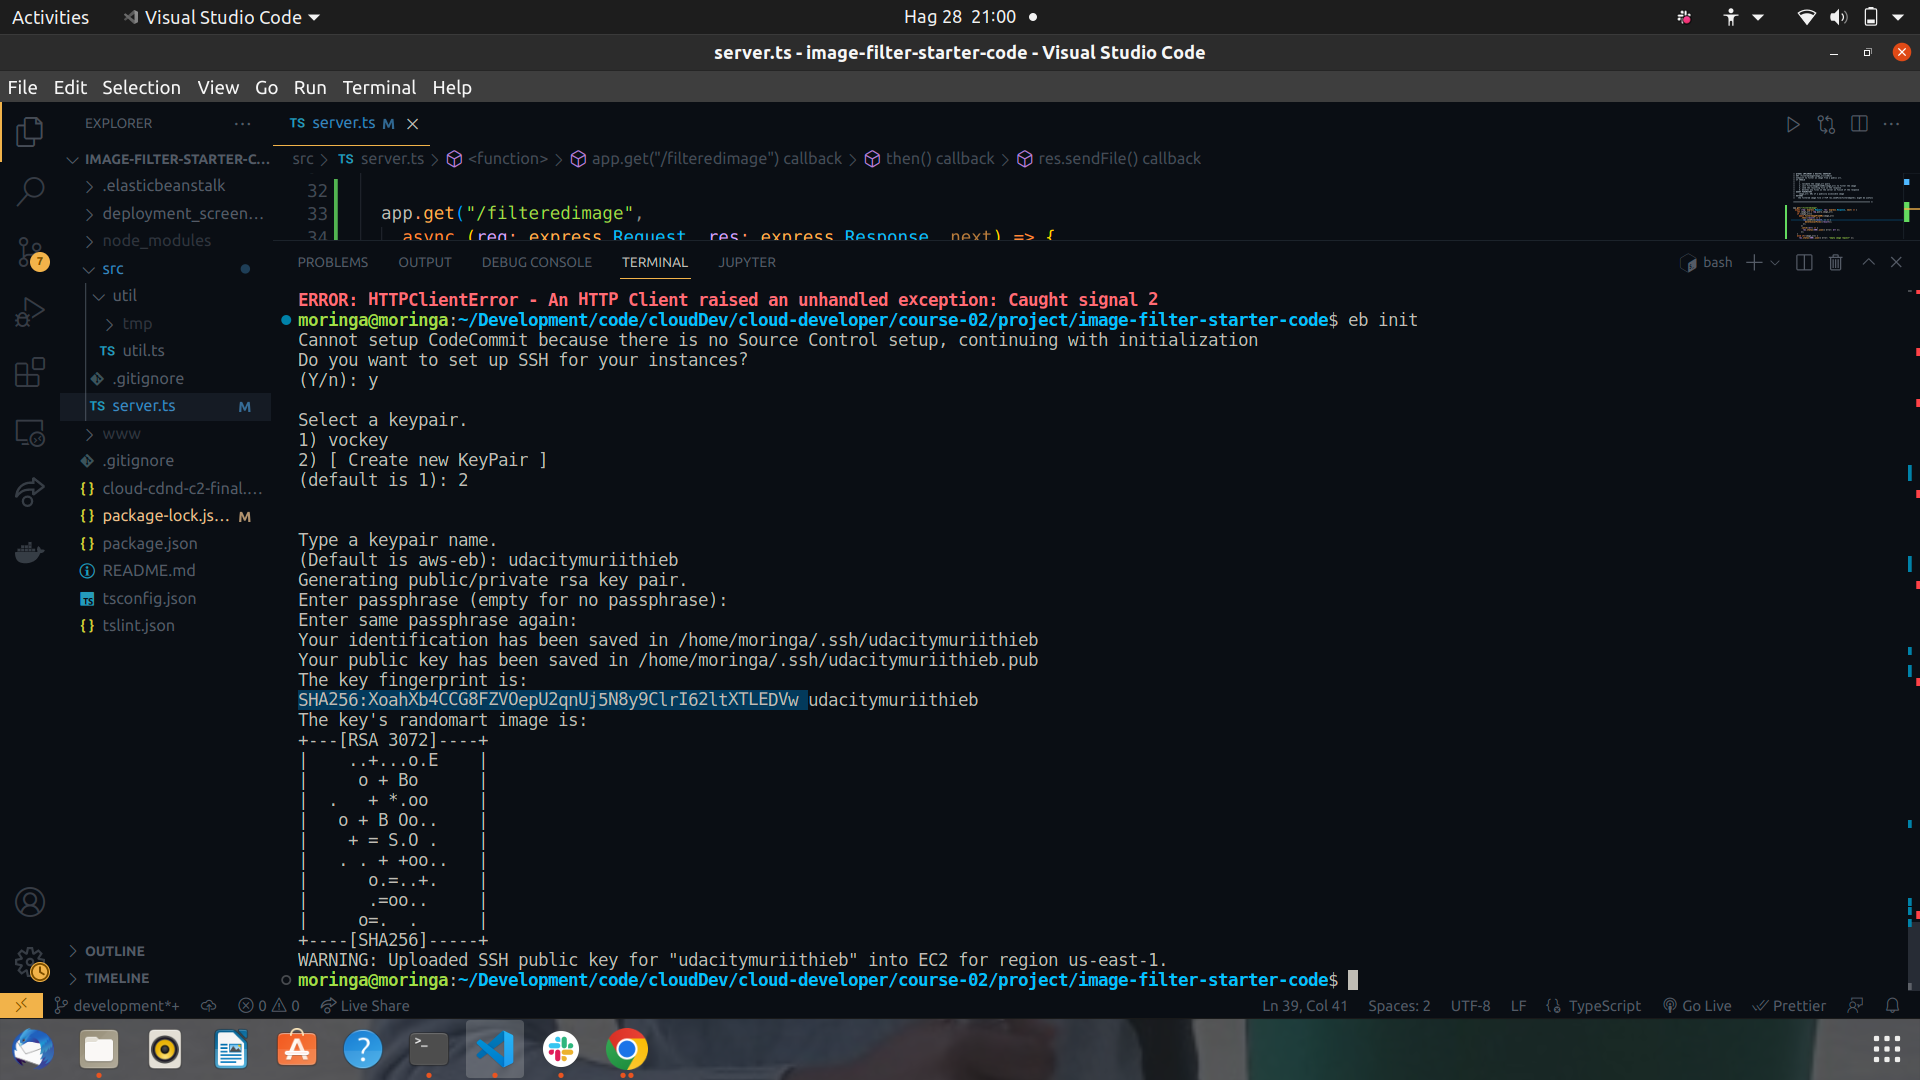 Activities
Visual Studio Code
Hag 28 21:00
server.ts - image-filter-starter-code - Visual Studio Code
File Edit Selection View Go Run Terminal Help
EXPLORER
IMAGE-FILTER-STARTER-C...
.elasticbeanstalk
deployment_screen...
node_modules
src
util
tmp
TS util.ts
.gitignore
TS server.ts M
www
.gitignore
{} cloud-cdnd-c2-final....
{} package-lock.js... M
{} package.json
README.md
TS tsconfig.json
{} tslint.json
OUTLINE
TIMELINE
7
TS server.ts M
src > TS server.ts > <function> > app.get("/filteredimage") callback > then() callback > res.sendFile() callback
32
33 app.get("/filteredimage",
34 async (req: express.Request, res: express.Response, next) => {
PROBLEMS OUTPUT DEBUG CONSOLE TERMINAL JUPYTER
bash
ERROR: HTTPClientError - An HTTP Client raised an unhandled exception: Caught signal 2
moringa@moringa:~/Development/code/cloudDev/cloud-developer/course-02/project/image-filter-starter-code$ eb init
Cannot setup CodeCommit because there is no Source Control setup, continuing with initialization
Do you want to set up SSH for your instances?
(Y/n): y
Select a keypair.
1) vockey
2) [ Create new KeyPair ]
(default is 1): 2
Type a keypair name.
(Default is aws-eb): udacitymuriithieb
Generating public/private rsa key pair.
Enter passphrase (empty for no passphrase):
Enter same passphrase again:
Your identification has been saved in /home/moringa/.ssh/udacitymuriithieb
Your public key has been saved in /home/moringa/.ssh/udacitymuriithieb.pub
The key fingerprint is:
SHA256:XoahXb4CCG8FZVOepU2qnUj5N8y9ClrI62ltXTLEDVw udacitymuriithieb
The key's randomart image is:
+---[RSA 3072]----+
|    ..+...o.E    |
|     o + Bo      |
|  .   + *.oo     |
|   o + B Oo..    |
|    + = S.O .    |
|   . . + +oo..   |
|      o.=..+.    |
|      .=oo..     |
|     o=.  .      |
+----[SHA256]-----+
WARNING: Uploaded SSH public key for "udacitymuriithieb" into EC2 for region us-east-1.
moringa@moringa:~/Development/code/cloudDev/cloud-developer/course-02/project/image-filter-starter-code$
development*+ 0 0 Live Share
Ln 39, Col 41 Spaces: 2 UTF-8 LF {} TypeScript Go Live Prettier